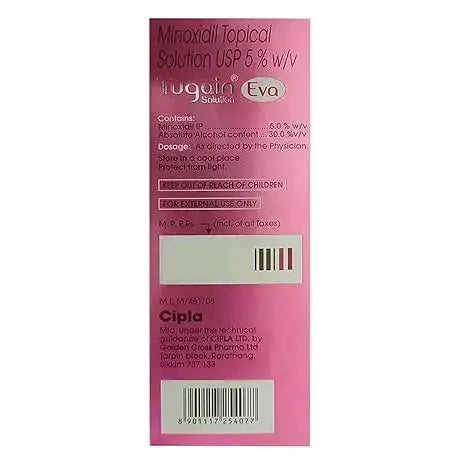 Minoxidil Topical
Solution USP 5 % w/v
Tugain® Eva
Solution
Contains:
Minoxidil IP ..................... 5.0 % w/v
Absolute Alcohol content ... 30.0 %v/v
Dosage: As directed by the Physician.
Store in a cool place.
Protect from light.
KEEP OUT OF REACH OF CHILDREN
FOR EXTERNAL USE ONLY
M.R.P.Rs. (Incl. of all Taxes)
Cipla
Mfd. under the technical
guidance of CIPLA LTD. by
Golden Cross Pharma Ltd.
Tarpin block, Rorathang,
Sikkim 737 133
8 901117 254077